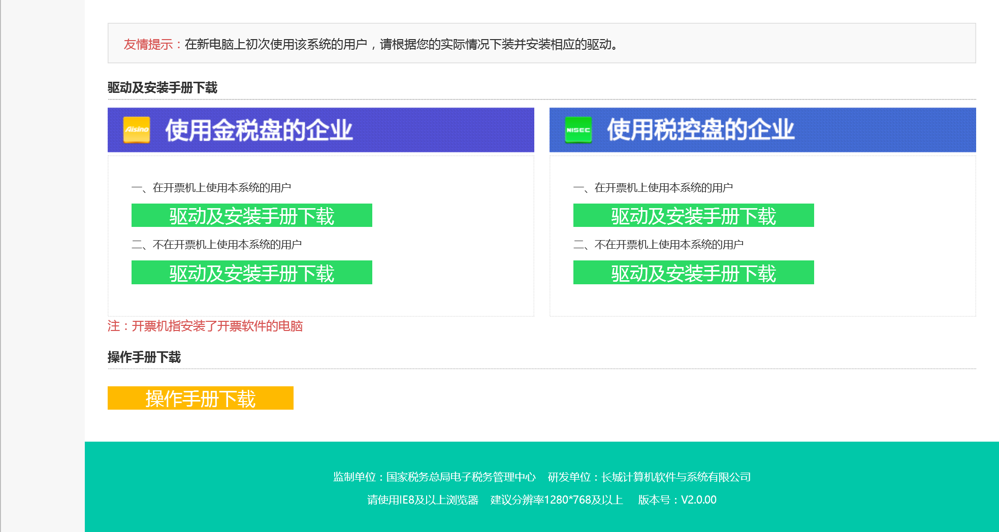 友情提示：在新电脑上初次使用该系统的用户，请根据您的实际情况下装并安装相应的驱动。
驱动及安装手册下载
Aisino 使用金税盘的企业
一、在开票机上使用本系统的用户
驱动及安装手册下载
二、不在开票机上使用本系统的用户
驱动及安装手册下载
NISEC 使用税控盘的企业
一、在开票机上使用本系统的用户
驱动及安装手册下载
二、不在开票机上使用本系统的用户
驱动及安装手册下载
注：开票机指安装了开票软件的电脑
操作手册下载
操作手册下载
监制单位：国家税务总局电子税务管理中心 研发单位：长城计算机软件与系统有限公司
请使用IE8及以上浏览器 建议分辨率1280*768及以上 版本号：V2.0.00